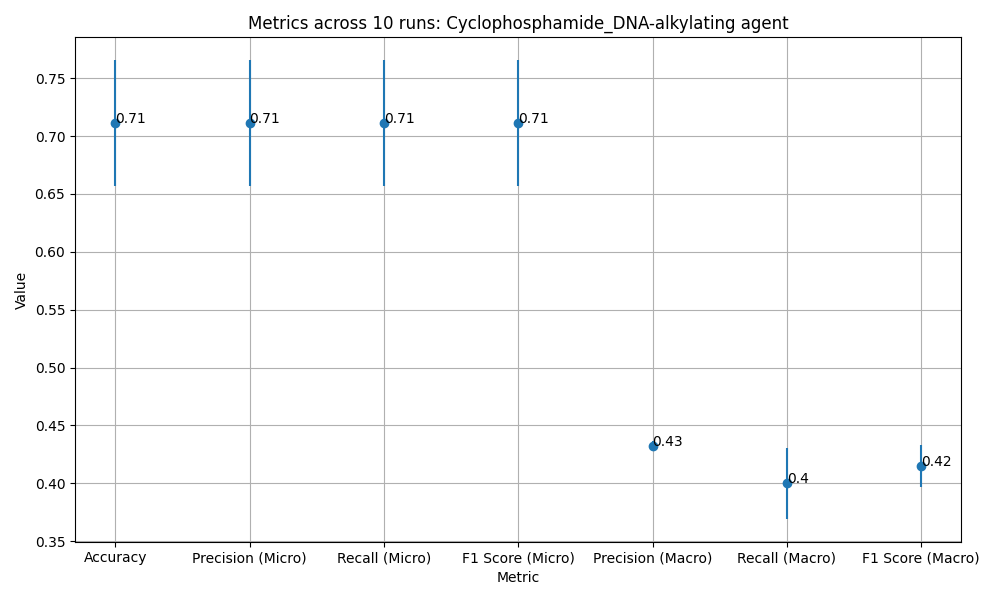 Metrics across 10 runs: Cyclophosphamide_DNA-alkylating agent
0.75
0.70
0.65
0.60
0.55
0.50
0.45
0.40
0.35
Value
0.71
0.71
0.71
0.71
0.43
0.4
0.42
Accuracy
Precision (Micro)
Recall (Micro)
F1 Score (Micro)
Precision (Macro)
Recall (Macro)
F1 Score (Macro)
Metric